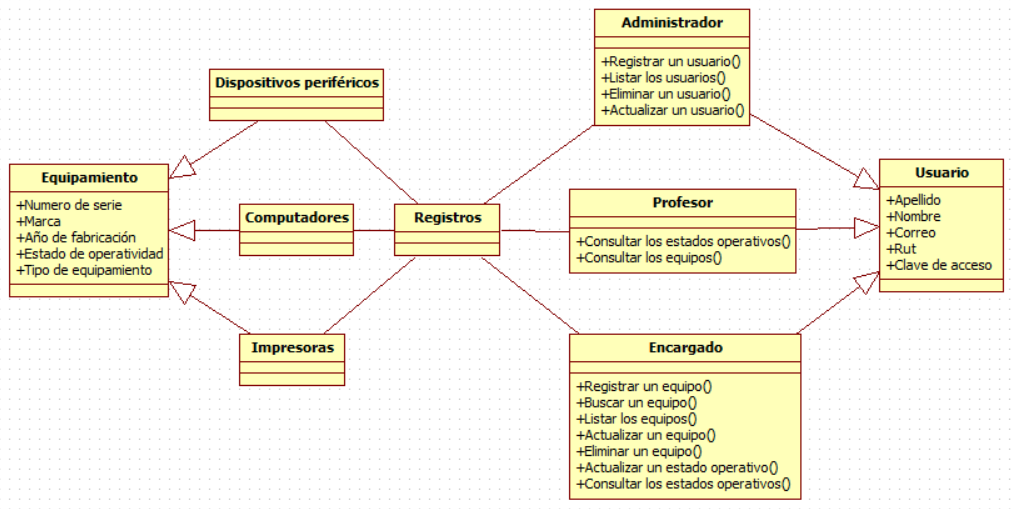 Administrador
+Registrar un usuario()
+Listar los usuarios()
+Eliminar un usuario()
+Actualizar un usuario()
Dispositivos periféricos
Equipamiento
+Numero de serie
+Marca
+Año de fabricación
+Estado de operatividad
+Tipo de equipamiento
Computadores
Registros
Profesor
+Consultar los estados operativos()
+Consultar los equipos()
Usuario
+Apellido
+Nombre
+Correo
+Rut
+Clave de acceso
Impresoras
Encargado
+Registrar un equipo()
+Buscar un equipo()
+Listar los equipos()
+Actualizar un equipo()
+Eliminar un equipo()
+Actualizar un estado operativo()
+Consultar los estados operativos()